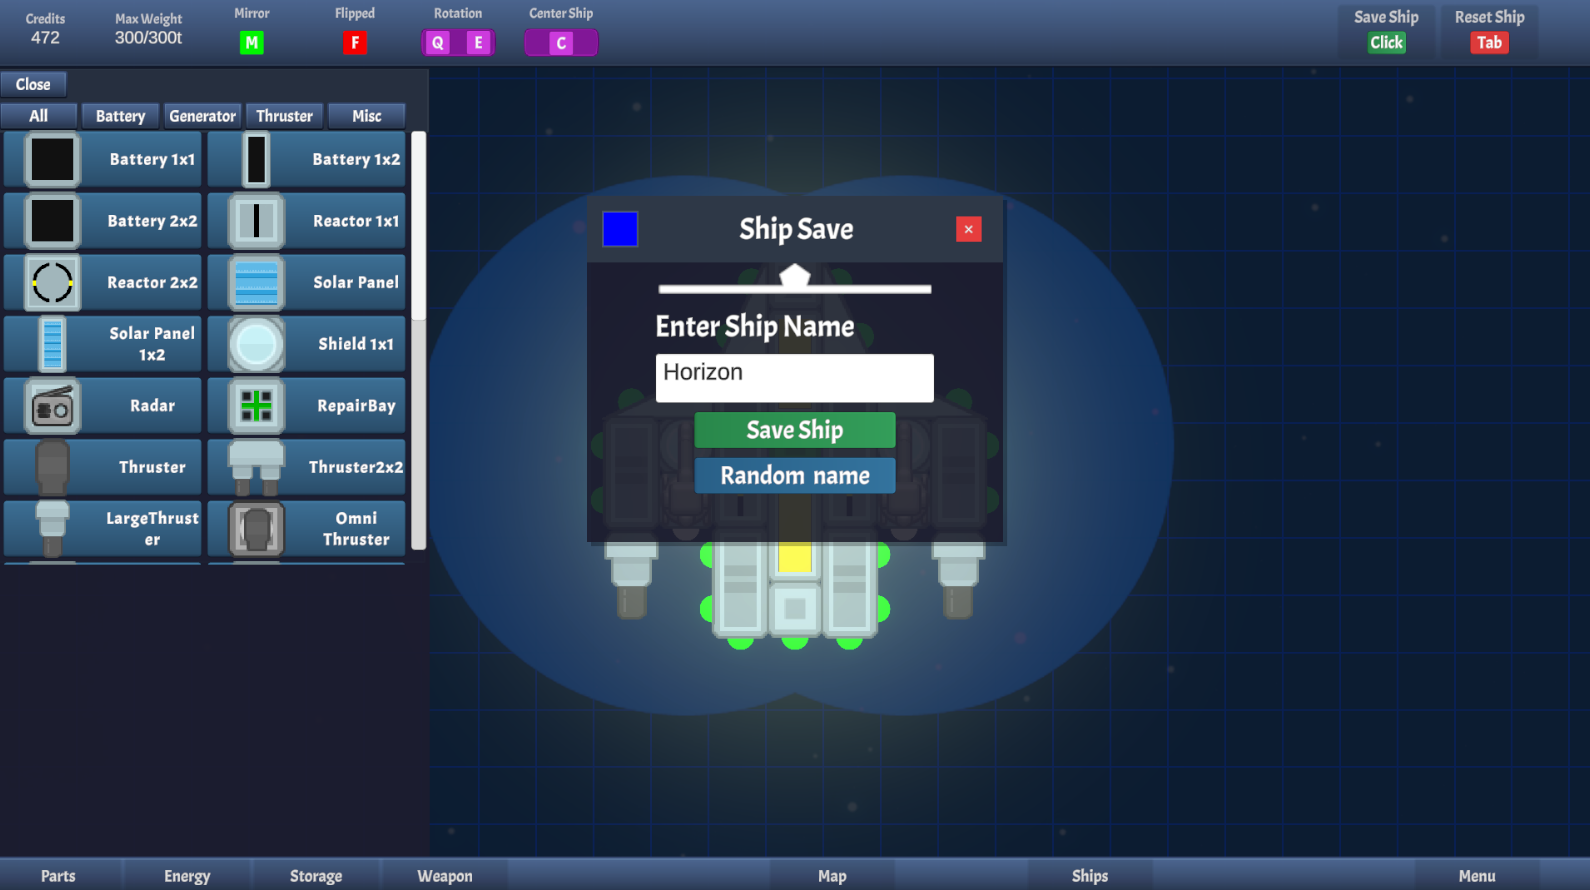 Credits
472
Max Weight
300/300t
Mirror
M
Flipped
F
Rotation
Q E
Center Ship
C
Save Ship
Click
Reset Ship
Tab
Close
All Battery Generator Thruster Misc
Battery 1x1
Battery 1x2
Battery 2x2
Reactor 1x1
Reactor 2x2
Solar Panel
Solar Panel
1x2
Shield 1x1
Radar
RepairBay
Thruster
Thruster2x2
LargeThrust
er
Omni
Thruster
Ship Save
×
Enter Ship Name
Horizon
Save Ship
Random name
Parts Energy Storage Weapon Map Ships Menu